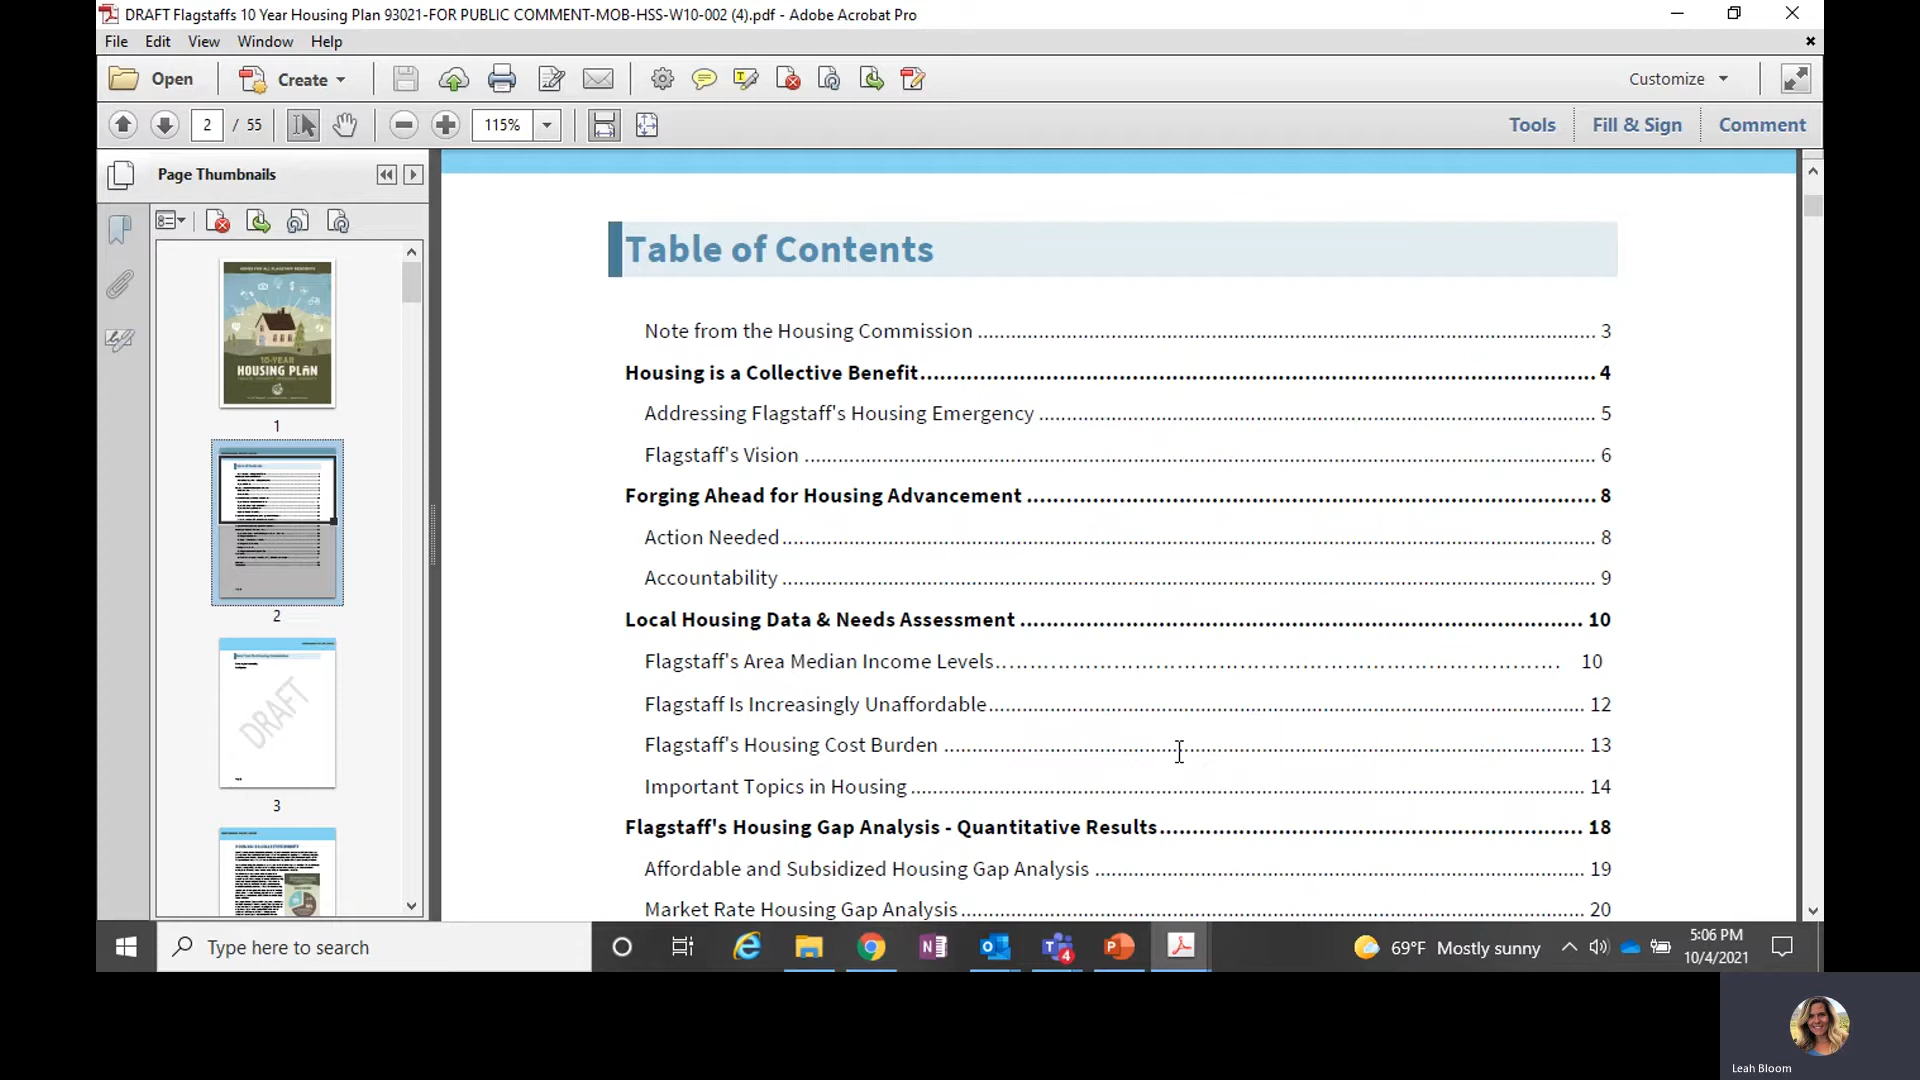 DRAFT Flagstaffs 10 Year Housing Plan 93021-FOR PUBLIC COMMENT-MOB-HSS-W10-002 (4).pdf - Adobe Acrobat Pro
File Edit View Window Help
Open Create Customize
2 / 55 115% Tools Fill & Sign Comment
Page Thumbnails
10-YEAR
HOUSING PLAN
1
2
DRAFT
3
Table of Contents
Note from the Housing Commission ........ 3
Housing is a Collective Benefit ........ 4
Addressing Flagstaff's Housing Emergency ........ 5
Flagstaff's Vision ........ 6
Forging Ahead for Housing Advancement ........ 8
Action Needed ........ 8
Accountability ........ 9
Local Housing Data & Needs Assessment ........ 10
Flagstaff's Area Median Income Levels ........ 10
Flagstaff Is Increasingly Unaffordable ........ 12
Flagstaff's Housing Cost Burden ........ 13
Important Topics in Housing ........ 14
Flagstaff's Housing Gap Analysis - Quantitative Results ........ 18
Affordable and Subsidized Housing Gap Analysis ........ 19
Market Rate Housing Gap Analysis ........ 20
Type here to search
4
69°F Mostly sunny
5:06 PM
10/4/2021
Leah Bloom